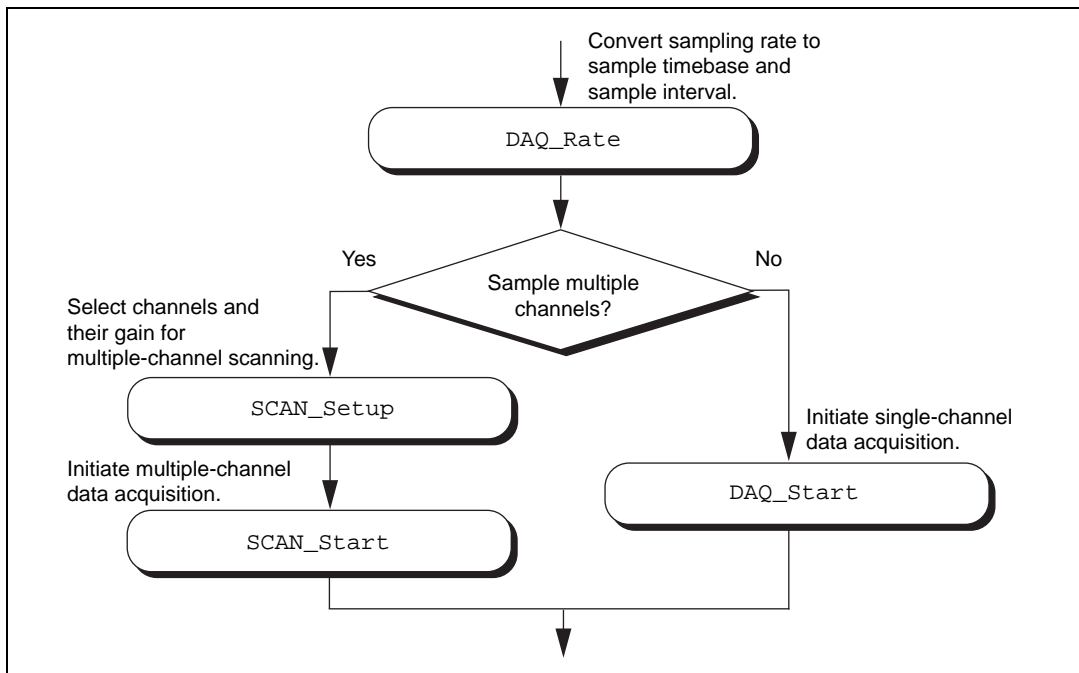 Convert sampling rate to
sample timebase and
sample interval.
DAQ_Rate
Yes
No
Sample multiple
channels?
Select channels and
their gain for
multiple-channel scanning.
SCAN_Setup
Initiate single-channel
data acquisition.
Initiate multiple-channel
data acquisition.
DAQ_Start
SCAN_Start